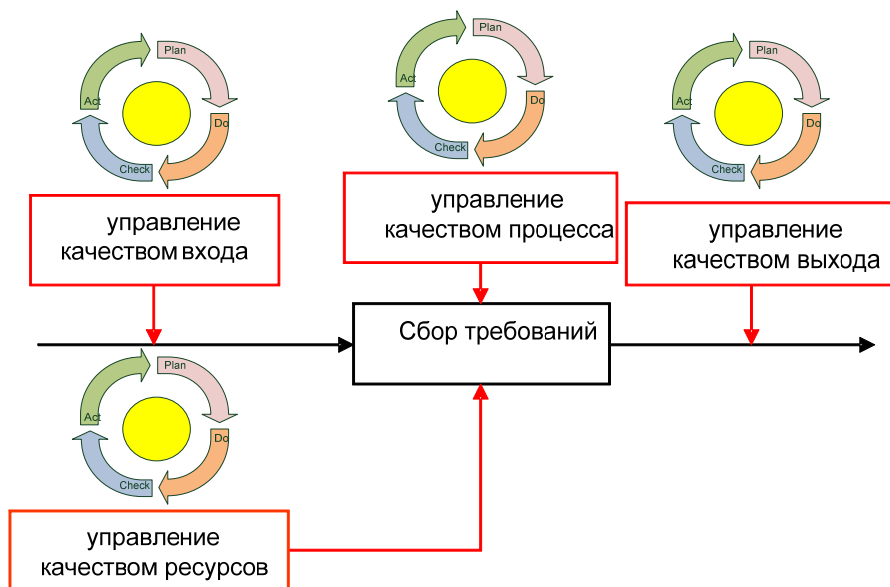 Plan
Do
Check
Act
Plan
Do
Check
Act
Plan
Do
Check
Act
управление
качеством входа
управление
качеством процесса
управление
качеством выхода
Сбор требований
Plan
Do
Check
Act
управление
качеством ресурсов